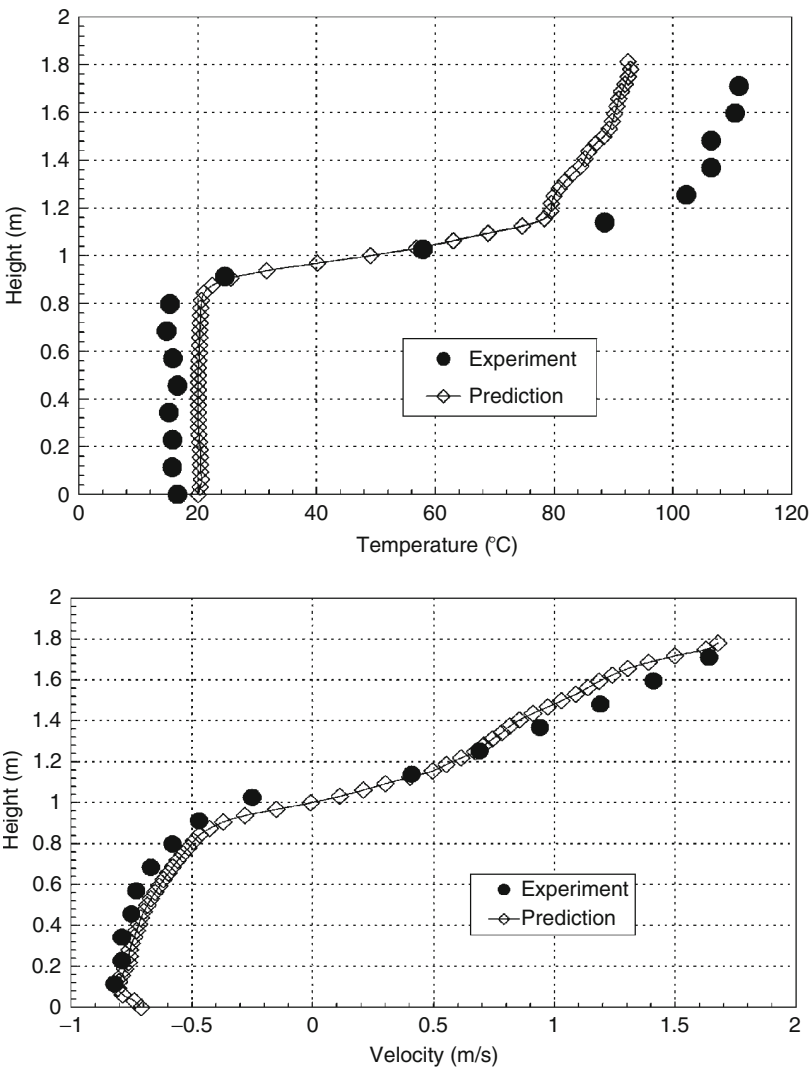 2
1.8
1.6
1.4
1.2
1
0.8
0.6
0.4
0.2
0
Height (m)
Experiment
Prediction
0 20 40 60 80 100 120
Temperature (°C)
2
1.8
1.6
1.4
1.2
1
0.8
0.6
0.4
0.2
0
Height (m)
Experiment
Prediction
−1 −0.5 0 0.5 1 1.5 2
Velocity (m/s)